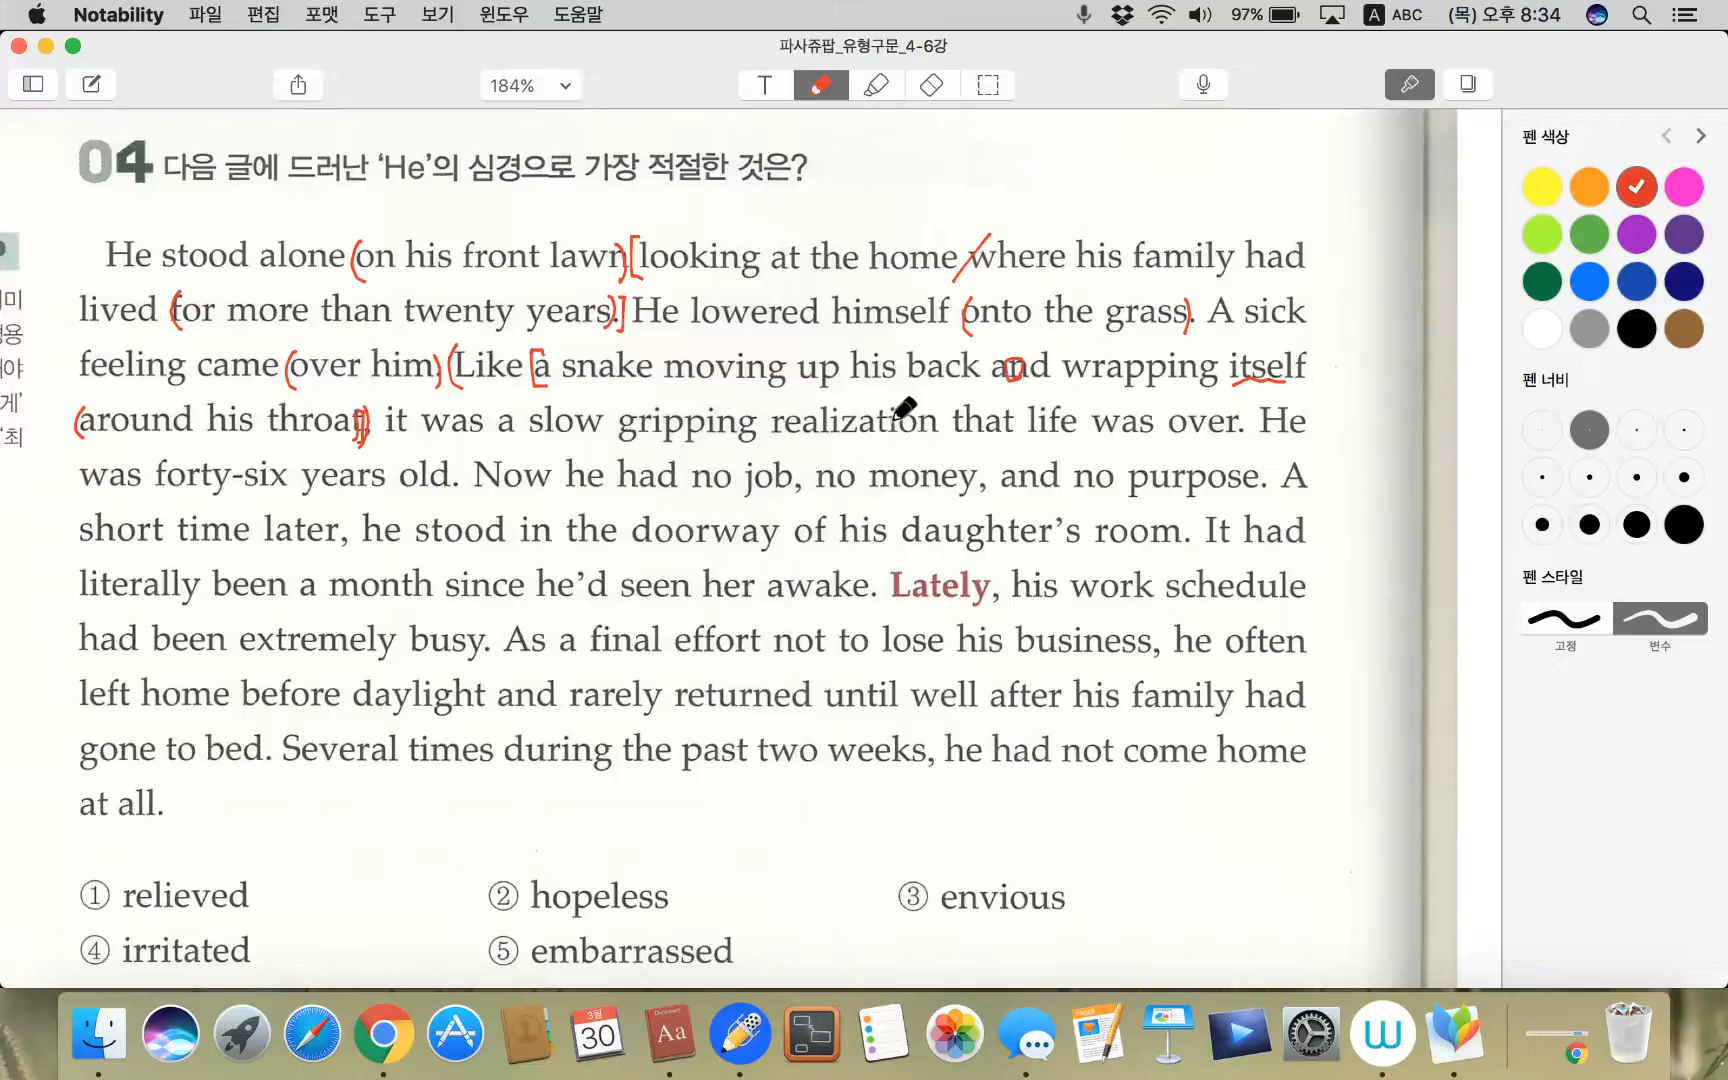 Notability 파일 편집 포맷 도구 보기 윈도우 도움말 97% A ABC (목) 오후 8:34
파사쥬팝_유형구문_4-6강
184% T
04 다음 글에 드러난 ‘He’의 심경으로 가장 적절한 것은?
He stood alone on his front lawn looking at the home where his family had
lived for more than twenty years. He lowered himself onto the grass. A sick
feeling came over him. Like a snake moving up his back and wrapping itself
around his throat, it was a slow gripping realization that life was over. He
was forty-six years old. Now he had no job, no money, and no purpose. A
short time later, he stood in the doorway of his daughter’s room. It had
literally been a month since he’d seen her awake. Lately, his work schedule
had been extremely busy. As a final effort not to lose his business, he often
left home before daylight and rarely returned until well after his family had
gone to bed. Several times during the past two weeks, he had not come home
at all.
① relieved ② hopeless ③ envious
④ irritated ⑤ embarrassed
펜 색상
펜 너비
펜 스타일
고정 변수
3월
30
Dictionary
Aa
W